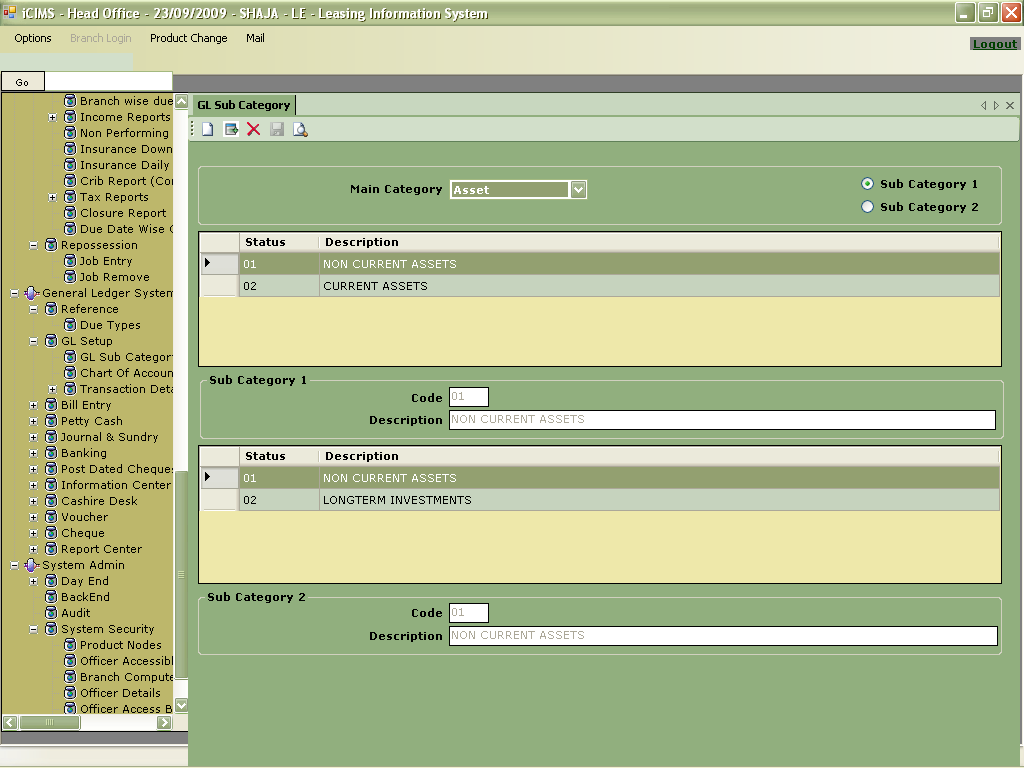 iCIMS - Head Office - 23/09/2009 - SHAJA - LE - Leasing Information System
Options Branch Login Product Change Mail
Logout
Go
Branch wise due
Income Reports
Non Performing
Insurance Down
Insurance Daily
Crib Report (Co
Tax Reports
Closure Report
Due Date Wise
Repossession
Job Entry
Job Remove
General Ledger System
Reference
Due Types
GL Setup
GL Sub Categor
Chart Of Accoun
Transaction Deta
Bill Entry
Petty Cash
Journal & Sundry
Banking
Post Dated Cheques
Information Center
Cashire Desk
Voucher
Cheque
Report Center
System Admin
Day End
BackEnd
Audit
System Security
Product Nodes
Officer Accessibl
Branch Compute
Officer Details
Officer Access B
GL Sub Category
Main Category Asset
Sub Category 1
Sub Category 2
Status Description
01 NON CURRENT ASSETS
02 CURRENT ASSETS
Sub Category 1
Code 01
Description NON CURRENT ASSETS
Status Description
01 NON CURRENT ASSETS
02 LONGTERM INVESTMENTS
Sub Category 2
Code 01
Description NON CURRENT ASSETS